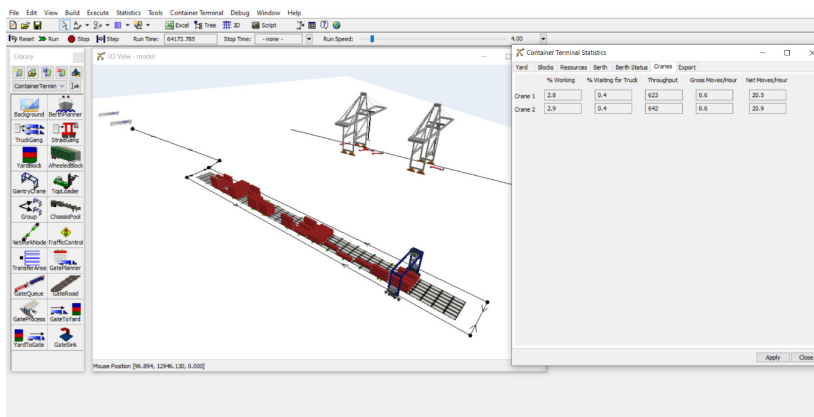 File Edit View Build Execute Statistics Tools Container Terminal Debug Window Help
Excel Tree 3D Script
Reset Run Stop Step Run Time: 64172.785 Stop Time: - none - Run Speed: 4.00
Library
ContainerTermin
Background BerthPlanner
TruckGang StradGang
YardBlock WheeledBlock
GantryCrane TopLoader
Group ChassisPool
NetworkNode TrafficControl
TransferArea GatePlanner
GateQueue GateRoad
GateProcess GateToYard
YardToGate GateSink
3D View - model
Mouse Position [96.894, 12946.130, 0.000]
Container Terminal Statistics
Yard Blocks Resources Berth Berth Status Cranes Export
% Working % Waiting for Truck Throughput Gross Moves/Hour Net Moves/Hour
Crane 1 2.8 0.4 623 0.6 20.5
Crane 2 2.9 0.4 642 0.6 20.9
Apply Close